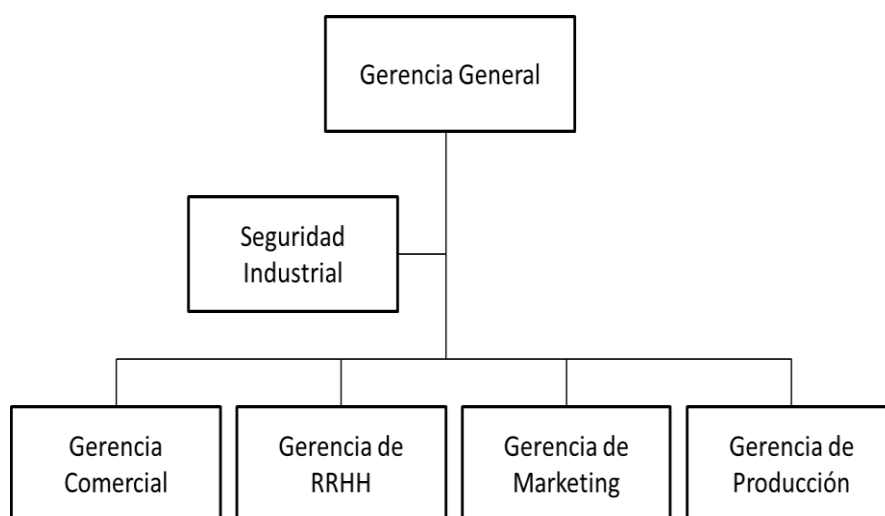 Gerencia General
Seguridad
Industrial
Gerencia
Comercial
Gerencia de
RRHH
Gerencia de
Marketing
Gerencia de
Producción